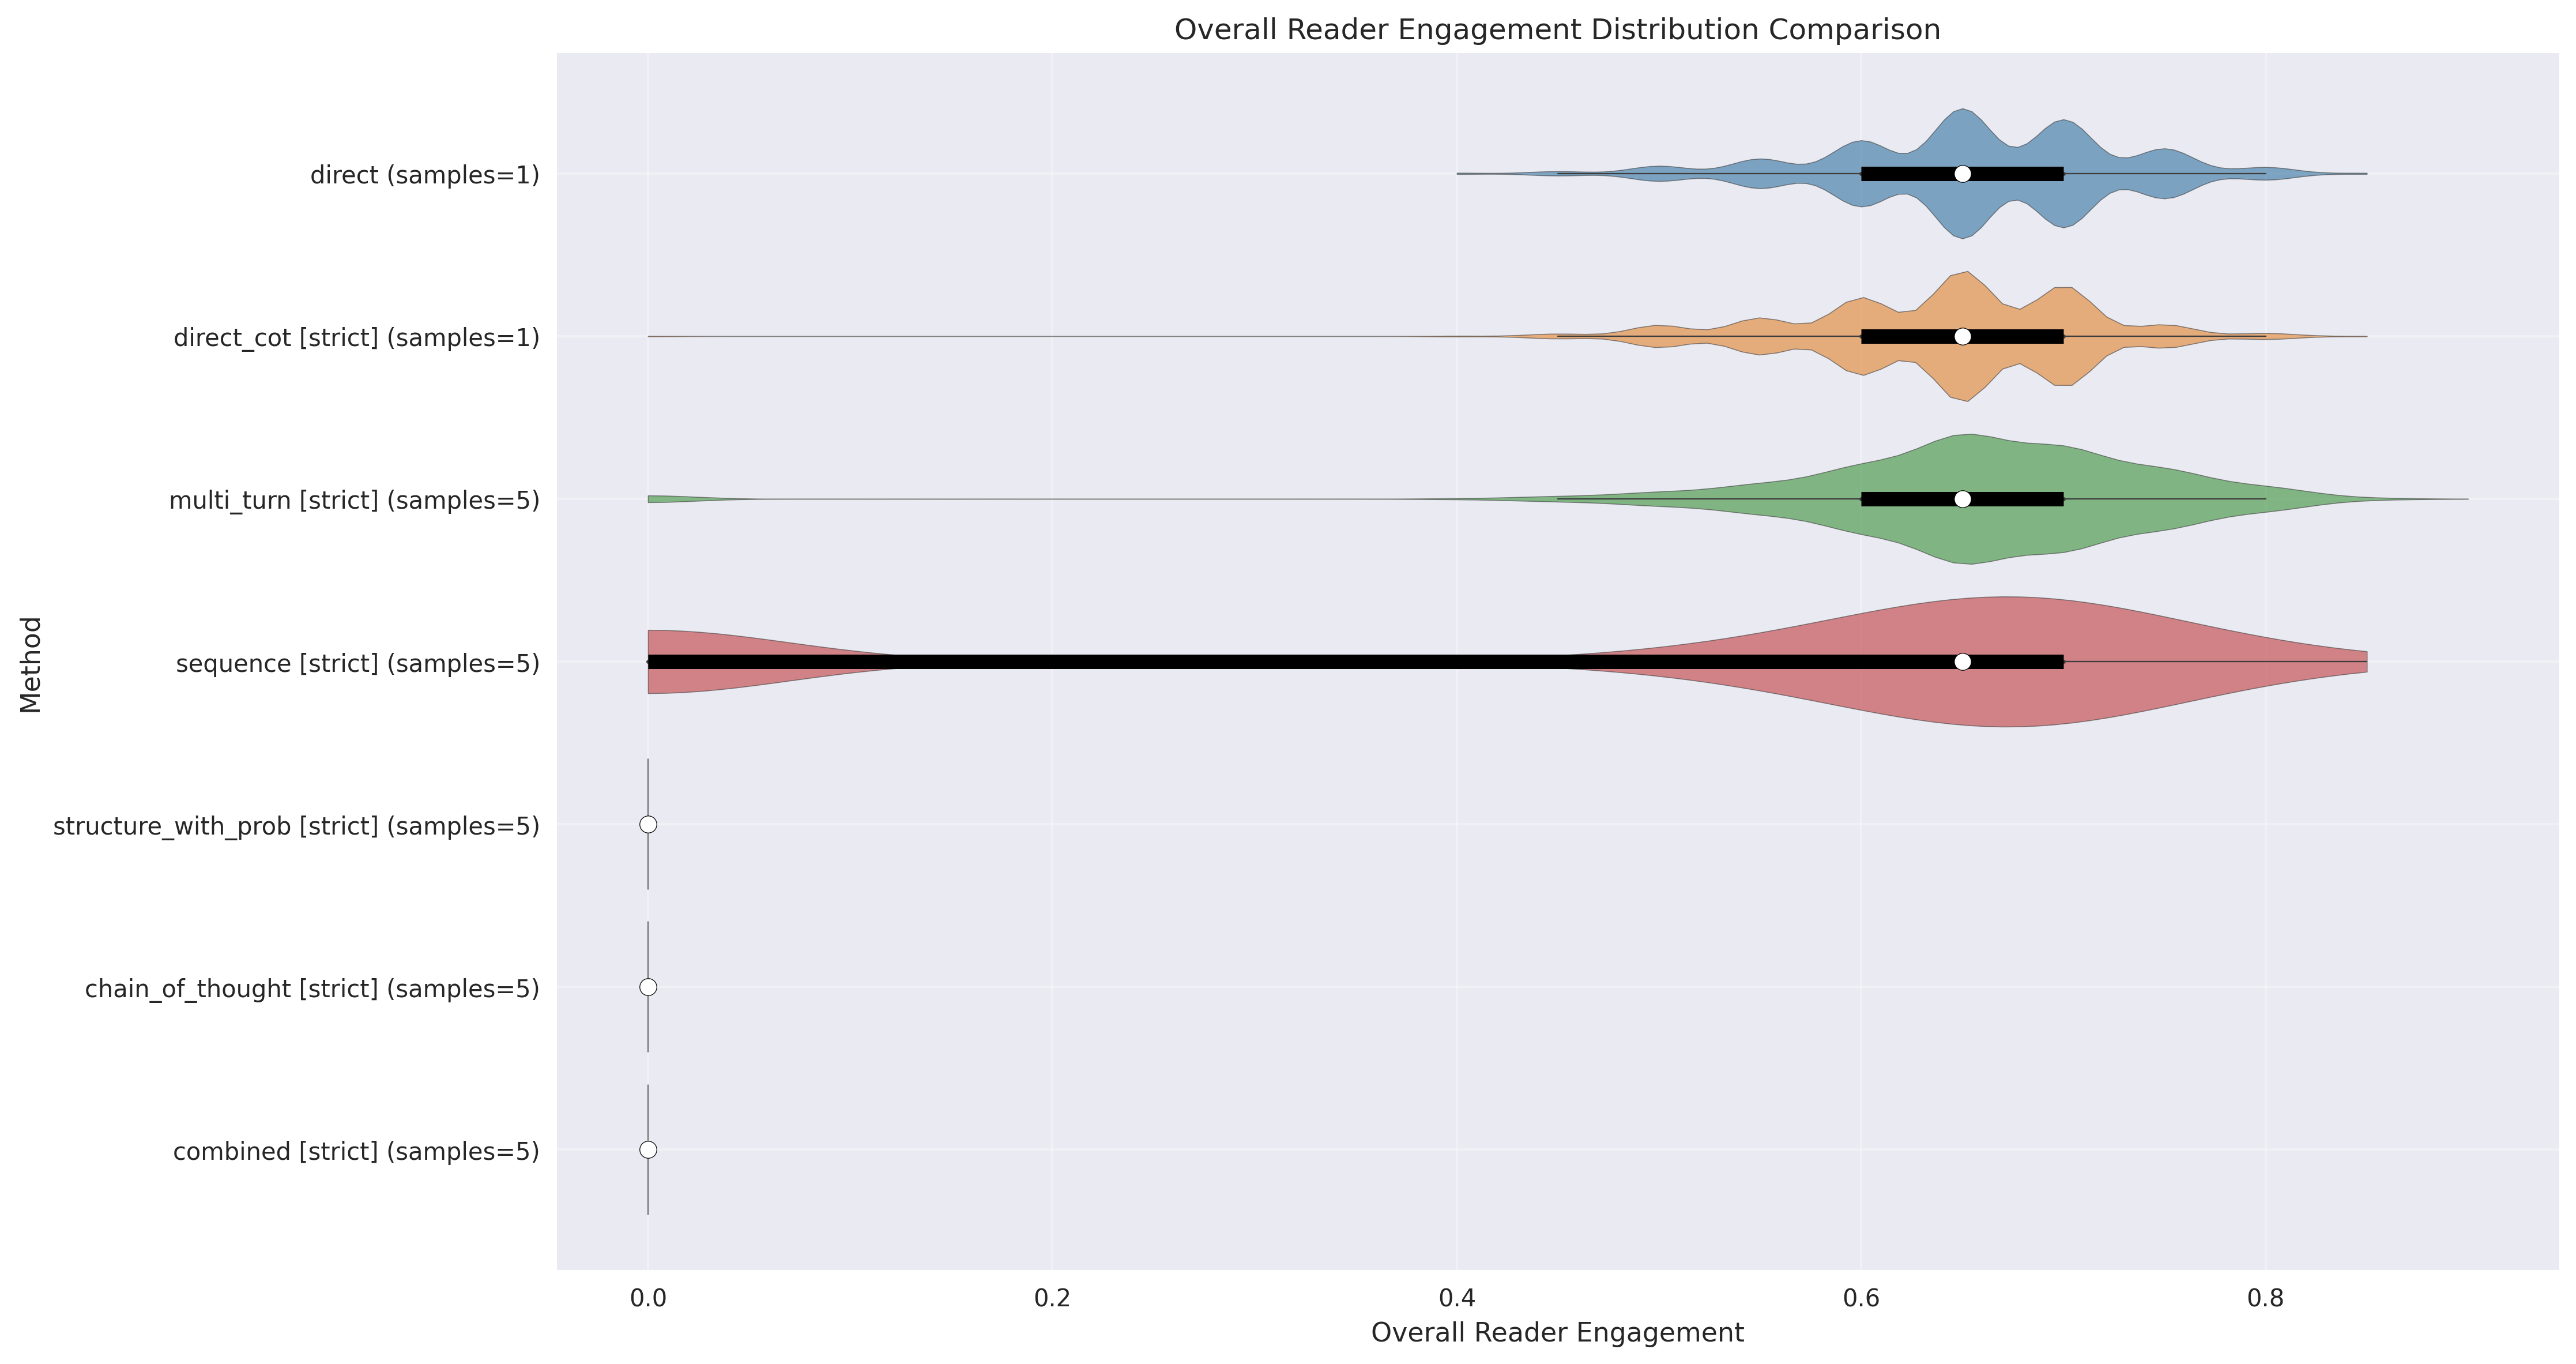 Overall Reader Engagement Distribution Comparison
Method
direct (samples=1)
direct_cot [strict] (samples=1)
multi_turn [strict] (samples=5)
sequence [strict] (samples=5)
structure_with_prob [strict] (samples=5)
chain_of_thought [strict] (samples=5)
combined [strict] (samples=5)
0.0 0.2 0.4 0.6 0.8
Overall Reader Engagement